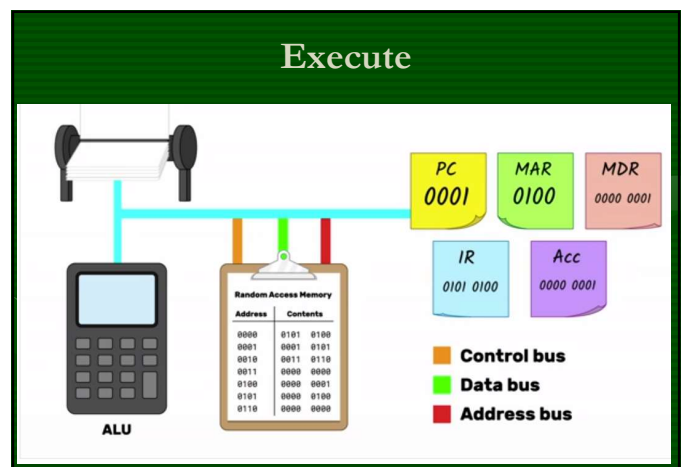 Execute
PC
0001
MAR
0100
MDR
0000 0001
IR
0101 0100
Acc
0000 0001
Random Access Memory
Address Contents
0000 0101 0100
0001 0001 0101
0010 0011 0110
0011 0000 0000
0100 0000 0001
0101 0000 0100
0110 0000 0000
ALU
Control bus
Data bus
Address bus